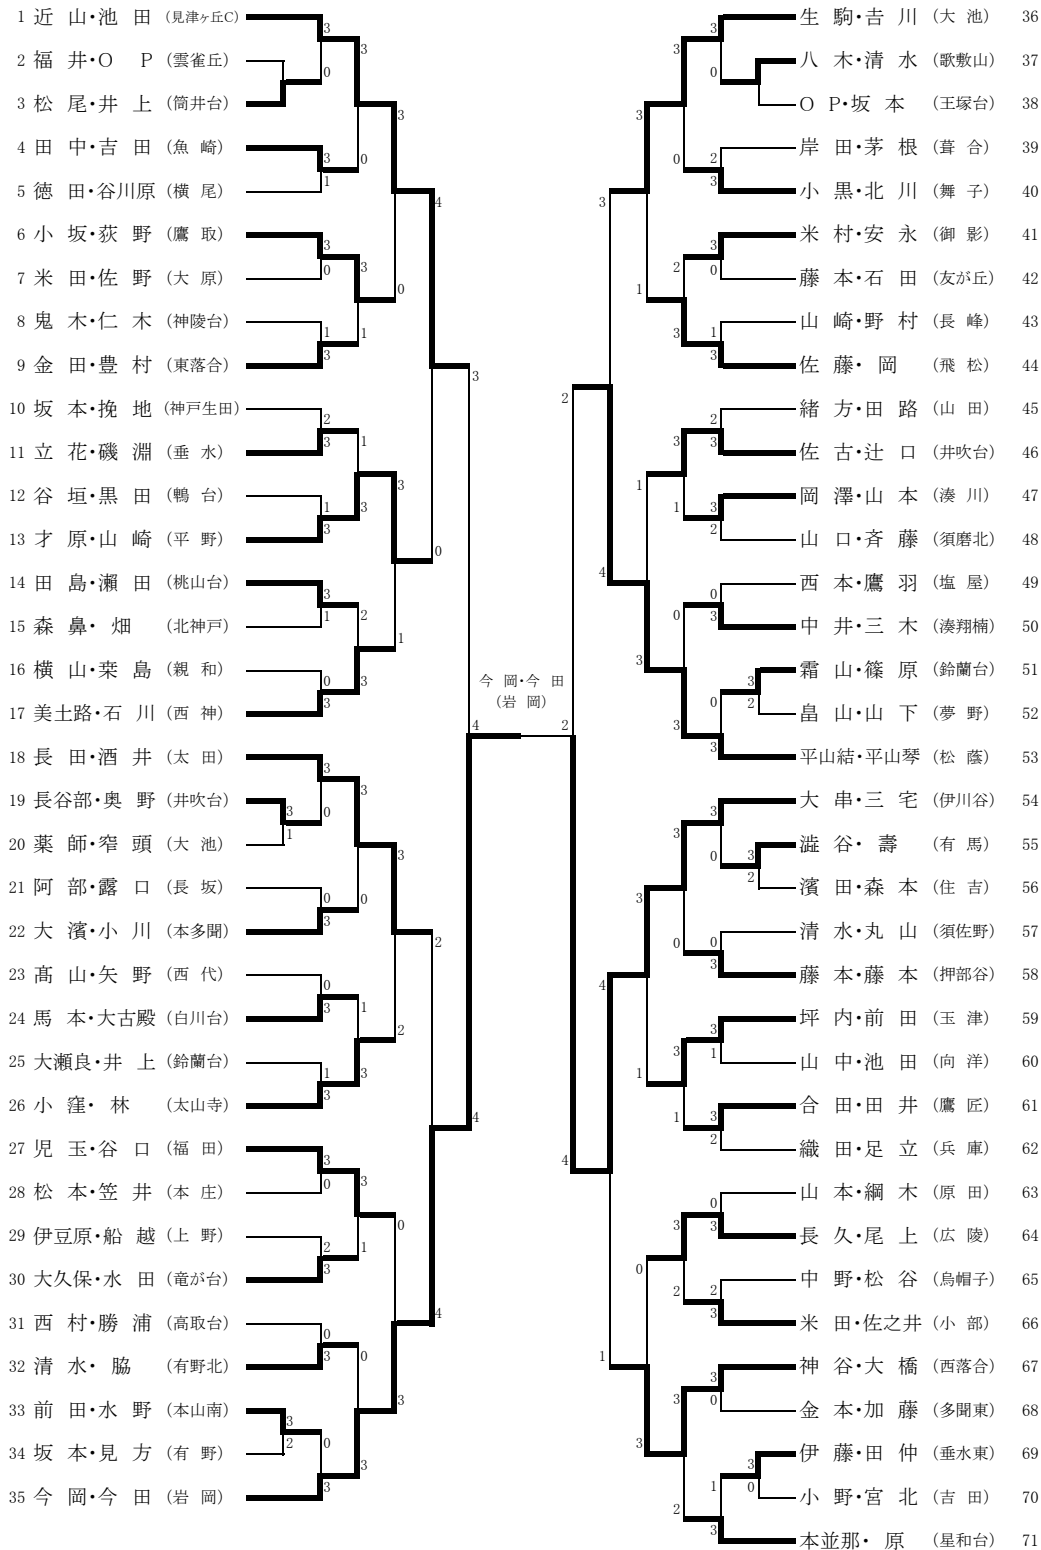 1 近 山・池 田 (見津ヶ丘C)
2 福 井・O P (雲雀丘)
3 松 尾・井 上 (筒井台)
4 田 中・吉 田 (魚 崎)
5 徳 田・谷川原 (横 尾)
6 小 坂・荻 野 (鷹 取)
7 米 田・佐 野 (大 原)
8 鬼 木・仁 木 (神陵台)
9 金 田・豊 村 (東落合)
10 坂 本・挽 地 (神戸生田)
11 立 花・磯 淵 (垂 水)
12 谷 垣・黒 田 (鵯 台)
13 才 原・山 崎 (平 野)
14 田 島・瀬 田 (桃山台)
15 森 鼻・ 畑 (北神戸)
16 横 山・栾 島 (親 和)
17 美土路・石 川 (西 神)
18 長 田・酒 井 (太 田)
19 長谷部・奥 野 (井吹台)
20 薬 師・窄 頭 (大 池)
21 阿 部・露 口 (長 坂)
22 大 濱・小 川 (本多聞)
23 髙 山・矢 野 (西 代)
24 馬 本・大古殿 (白川台)
25 大瀬良・井 上 (鈴蘭台)
26 小 窪・ 林 (太山寺)
27 児 玉・谷 口 (福 田)
28 松 本・笠 井 (本 庄)
29 伊豆原・船 越 (上 野)
30 大久保・水 田 (竜が台)
31 西 村・勝 浦 (高取台)
32 清 水・ 脇 (有野北)
33 前 田・水 野 (本山南)
34 坂 本・見 方 (有 野)
35 今 岡・今 田 (岩 岡)
今 岡・今 田
(岩 岡)
生 駒・𠮷 川 (大 池) 36
八 木・清 水 (歌敷山) 37
O P・坂 本 (王塚台) 38
岸 田・茅 根 (葺 合) 39
小 黒・北 川 (舞 子) 40
米 村・安 永 (御 影) 41
藤 本・石 田 (友が丘) 42
山 崎・野 村 (長 峰) 43
佐 藤・ 岡 (飛 松) 44
緒 方・田 路 (山 田) 45
佐 古・辻 口 (井吹台) 46
岡 澤・山 本 (湊 川) 47
山 口・斉 藤 (須磨北) 48
西 本・鷹 羽 (塩 屋) 49
中 井・三 木 (湊翔楠) 50
霜 山・篠 原 (鈴蘭台) 51
畠 山・山 下 (夢 野) 52
平山結・平山琴 (松 蔭) 53
大 串・三 宅 (伊川谷) 54
澁 谷・ 壽 (有 馬) 55
濱 田・森 本 (住 吉) 56
清 水・丸 山 (須佐野) 57
藤 本・藤 本 (押部谷) 58
坪 内・前 田 (玉 津) 59
山 中・池 田 (向 洋) 60
合 田・田 井 (鷹 匠) 61
織 田・足 立 (兵 庫) 62
山 本・綱 木 (原 田) 63
長 久・尾 上 (広 陵) 64
中 野・松 谷 (烏帽子) 65
米 田・佐之井 (小 部) 66
神 谷・大 橋 (西落合) 67
金 本・加 藤 (多聞東) 68
伊 藤・田 仲 (垂水東) 69
小 野・宮 北 (吉 田) 70
本並那・ 原 (星和台) 71